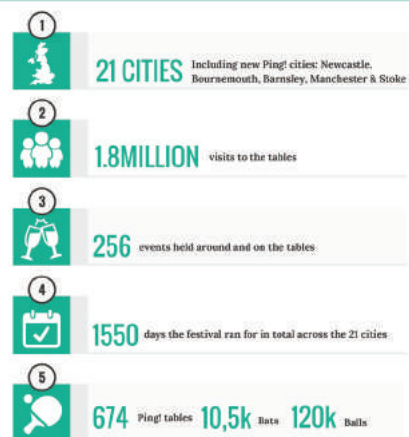 1
21 CITIES Including new Ping! cities: Newcastle,
Bournemouth, Barnsley, Manchester & Stoke
2
1.8MILLION visits to the tables
3
256 events held around and on the tables
4
1550 days the festival ran for in total across the 21 cities
5
674 Ping! tables 10,5k Bats 120k Balls